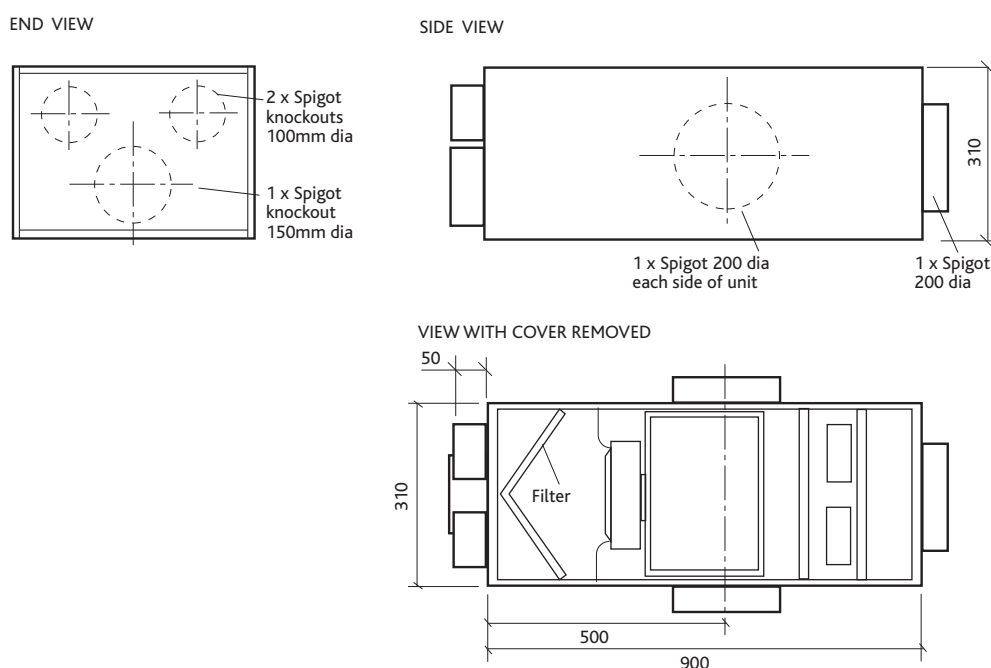 END VIEW
2 x Spigot
knockouts
100mm dia
1 x Spigot
knockout
150mm dia
SIDE VIEW
310
1 x Spigot 200 dia
each side of unit
1 x Spigot
200 dia
VIEW WITH COVER REMOVED
50
310
Filter
500
900